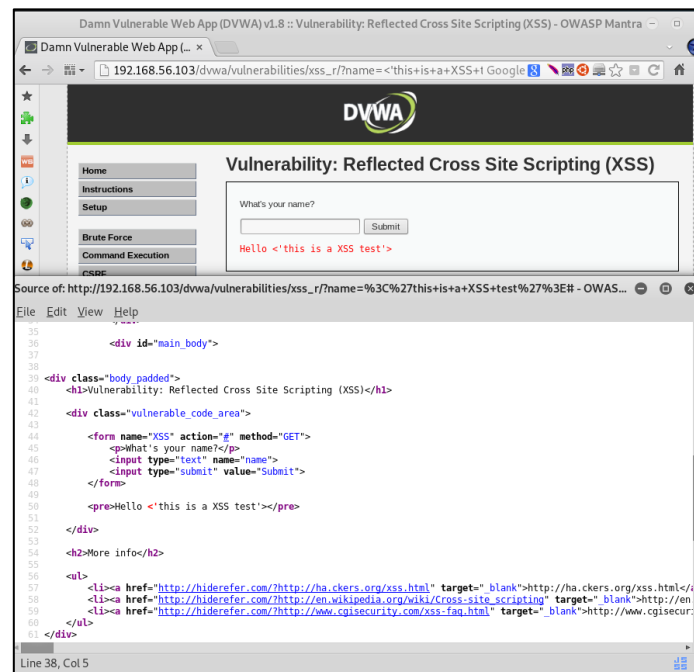 Damn Vulnerable Web App (DVWA) v1.8 :: Vulnerability: Reflected Cross Site Scripting (XSS) - OWASP Mantra
Damn Vulnerable Web App (... ×
192.168.56.103/dvwa/vulnerabilities/xss_r/?name=<'this+is+a+XSS+t Google
DVWA
Home
Instructions
Setup
Brute Force
Command Execution
CSRF
Vulnerability: Reflected Cross Site Scripting (XSS)
What's your name?
Submit
Hello <'this is a XSS test'>
Source of: http://192.168.56.103/dvwa/vulnerabilities/xss_r/?name=%3C%27this+is+a+XSS+test%27%3E# - OWAS...
File Edit View Help
35 </div>
36 <div id="main_body">
37
38
39 <div class="body_padded">
40 <h1>Vulnerability: Reflected Cross Site Scripting (XSS)</h1>
41
42 <div class="vulnerable_code_area">
43
44 <form name="XSS" action="#" method="GET">
45 <p>What's your name?</p>
46 <input type="text" name="name">
47 <input type="submit" value="Submit">
48 </form>
49
50 <pre>Hello <'this is a XSS test'></pre>
51
52 </div>
53
54 <h2>More info</h2>
55
56 <ul>
57 <li><a href="http://hiderefer.com/?http://ha.ckers.org/xss.html" target="_blank">http://ha.ckers.org/xss.html</a
58 <li><a href="http://hiderefer.com/?http://en.wikipedia.org/wiki/Cross-site_scripting" target="_blank">http://en
59 <li><a href="http://hiderefer.com/?http://www.cgisecurity.com/xss-faq.html" target="_blank">http://www.cgisecuri
60 </ul>
61 </div>
Line 38, Col 5